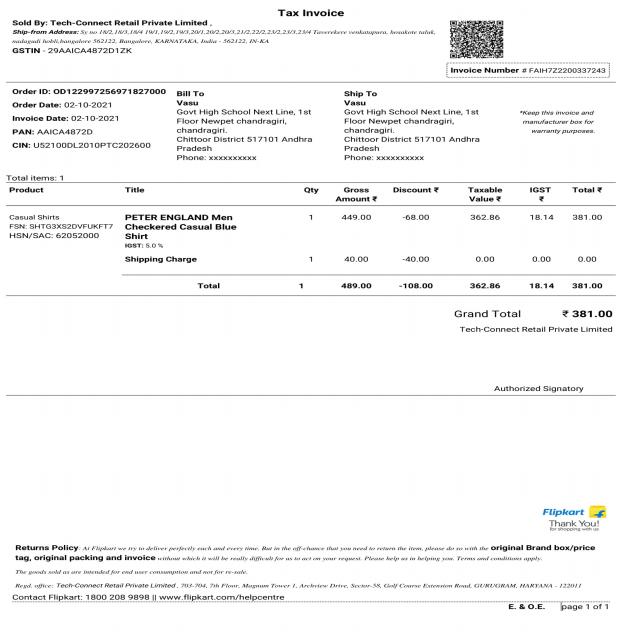 Tax Invoice
Sold By: Tech-Connect Retail Private Limited ,
Ship-from Address: Sy no 18/2,18/3,18/4 19/1,19/2,19/3,20/1,20/2,20/3,21/2,22/2,23/2,23/3,23/4 Taverekere venkatapura, hosakote taluk,
nadagudi hobli,bangalore 562122, Bangalore, KARNATAKA, India - 562122, IN-KA
GSTIN - 29AAICA4872D1ZK
Invoice Number # FAIH7Z2200337243
Order ID: OD122997256971827000
Order Date: 02-10-2021
Invoice Date: 02-10-2021
PAN: AAICA4872D
CIN: U52100DL2010PTC202600
Bill To
Vasu
Govt High School Next Line, 1st
Floor Newpet chandragiri,
chandragiri.
Chittoor District 517101 Andhra
Pradesh
Phone: xxxxxxxxxx
Ship To
Vasu
Govt High School Next Line, 1st
Floor Newpet chandragiri,
chandragiri.
Chittoor District 517101 Andhra
Pradesh
Phone: xxxxxxxxxx
*Keep this invoice and
manufacturer box for
warranty purposes.
Total items: 1
Product Title Qty Gross Amount ₹ Discount ₹ Taxable Value ₹ IGST ₹ Total ₹
Casual Shirts
FSN: SHTG3XS2DVFUKFT7
HSN/SAC: 62052000
PETER ENGLAND Men
Checkered Casual Blue
Shirt
IGST: 5.0 %
1 449.00 -68.00 362.86 18.14 381.00
Shipping Charge 1 40.00 -40.00 0.00 0.00 0.00
Total 1 489.00 -108.00 362.86 18.14 381.00
Grand Total ₹ 381.00
Tech-Connect Retail Private Limited
Authorized Signatory
Flipkart
Thank You!
for shopping with us
Returns Policy: At Flipkart we try to deliver perfectly each and every time. But in the off-chance that you need to return the item, please do so with the original Brand box/price
tag, original packing and invoice without which it will be really difficult for us to act on your request. Please help us in helping you. Terms and conditions apply.
The goods sold as are intended for end user consumption and not for re-sale.
Regd. office: Tech-Connect Retail Private Limited , 703-704, 7th Floor, Magnum Tower 1, Archview Drive, Sector-58, Golf Course Extension Road, GURUGRAM, HARYANA - 122011
Contact Flipkart: 1800 208 9898 || www.flipkart.com/helpcentre
E. & O.E. page 1 of 1